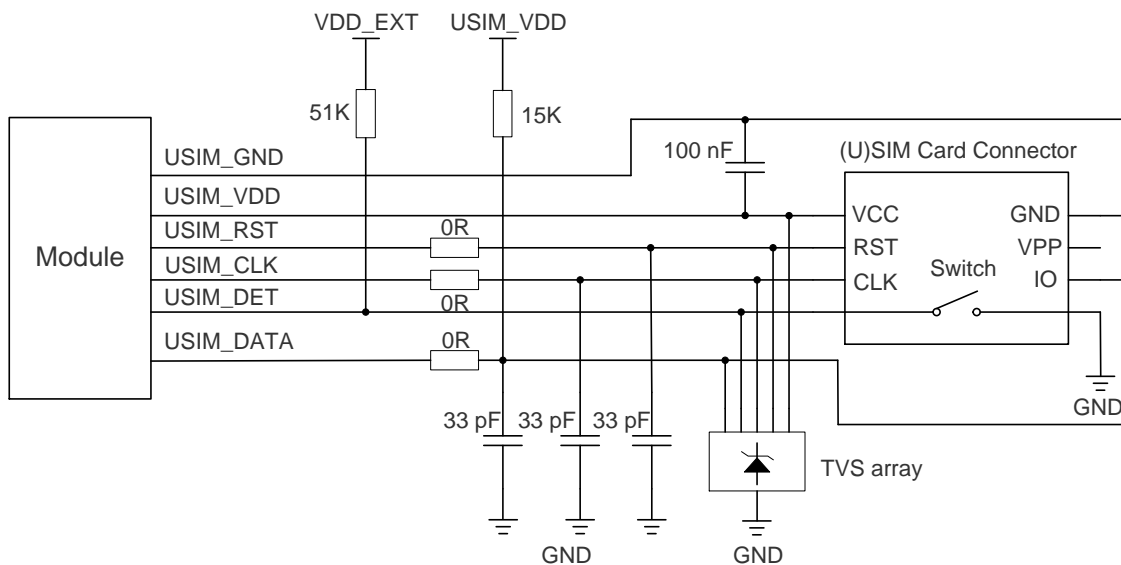 VDD_EXT USIM_VDD
51K 15K
Module
USIM_GND
USIM_VDD
USIM_RST
USIM_CLK
USIM_DET
USIM_DATA
0R
0R
0R
100 nF
(U)SIM Card Connector
VCC GND
RST VPP
CLK Switch IO
GND
33 pF 33 pF 33 pF
TVS array
GND GND